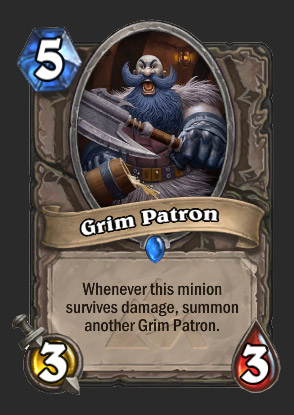 5
Grim Patron
Whenever this minion
survives damage, summon
another Grim Patron.
3
3